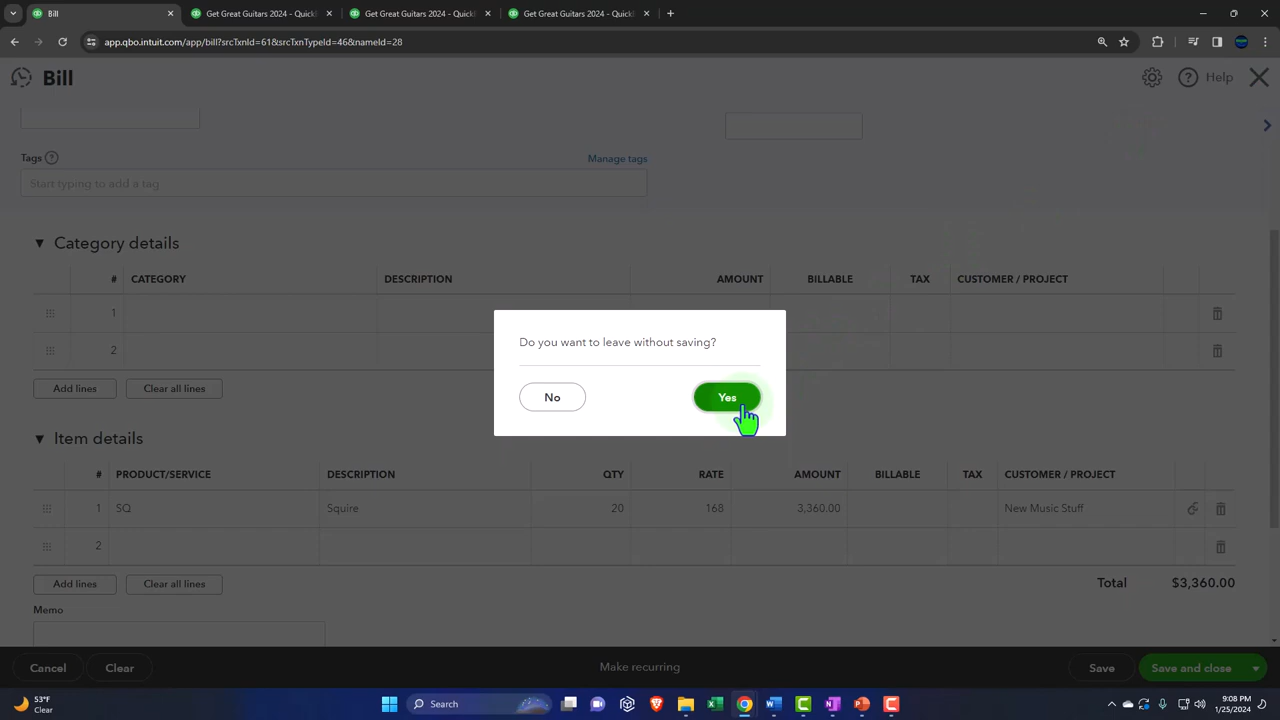 Bill
Get Great Guitars 2024 - QuickB
Get Great Guitars 2024 - QuickB
Get Great Guitars 2024 - QuickB
app.qbo.intuit.com/app/bill?srcTxnId=61&srcTxnTypeId=46&nameId=28
Bill
Help
Tags
Manage tags
Start typing to add a tag
Category details
# CATEGORY DESCRIPTION AMOUNT BILLABLE TAX CUSTOMER / PROJECT
1
2
Add lines Clear all lines
Do you want to leave without saving?
No Yes
Item details
# PRODUCT/SERVICE DESCRIPTION QTY RATE AMOUNT BILLABLE TAX CUSTOMER / PROJECT
1 SQ Squire 20 168 3,360.00 New Music Stuff
2
Add lines Clear all lines
Total $3,360.00
Memo
Cancel Clear Make recurring Save Save and close
53°F
Clear
Search
9:08 PM
1/25/2024